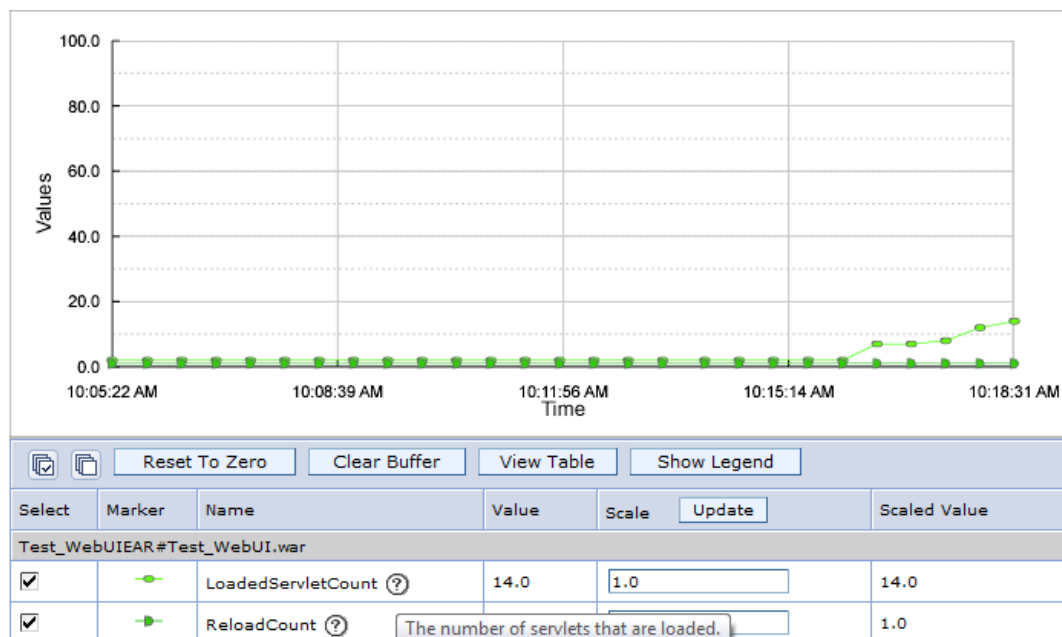 100.0
80.0
60.0
40.0
20.0
0.0
Values
10:05:22 AM 10:08:39 AM 10:11:56 AM 10:15:14 AM 10:18:31 AM
Time
Reset To Zero Clear Buffer View Table Show Legend
Select Marker Name Value Scale Update Scaled Value
Test_WebUIEAR#Test_WebUI.war
LoadedServletCount ? 14.0 1.0 14.0
ReloadCount ? 1.0
The number of servlets that are loaded.